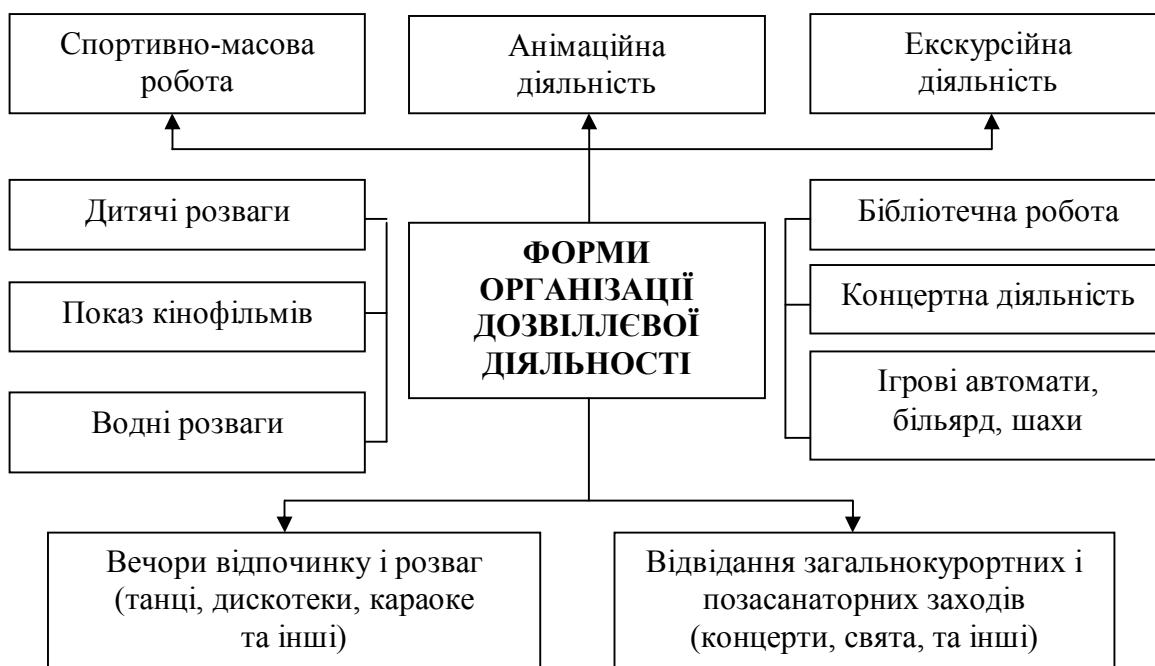 Спортивно-масова
робота
Анімаційна
діяльність
Екскурсійна
діяльність
Дитячі розваги
Показ кінофільмів
Водні розваги
ФОРМИ
ОРГАНІЗАЦІЇ
ДОЗВІЛЛЄВОЇ
ДІЯЛЬНОСТІ
Бібліотечна робота
Концертна діяльність
Ігрові автомати,
більярд, шахи
Вечори відпочинку і розваг
(танці, дискотеки, караоке
та інші)
Відвідання загальнокурортних і
позасанаторних заходів
(концерти, свята, та інші)